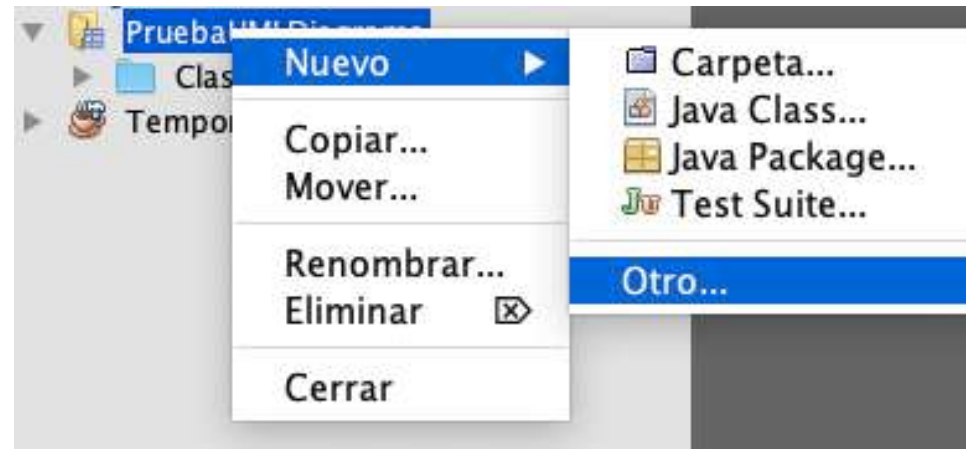 Nuevo
Copiar...
Mover...
Renombrar...
Eliminar
Cerrar
Carpeta...
Java Class...
Java Package...
Test Suite...
Otro...